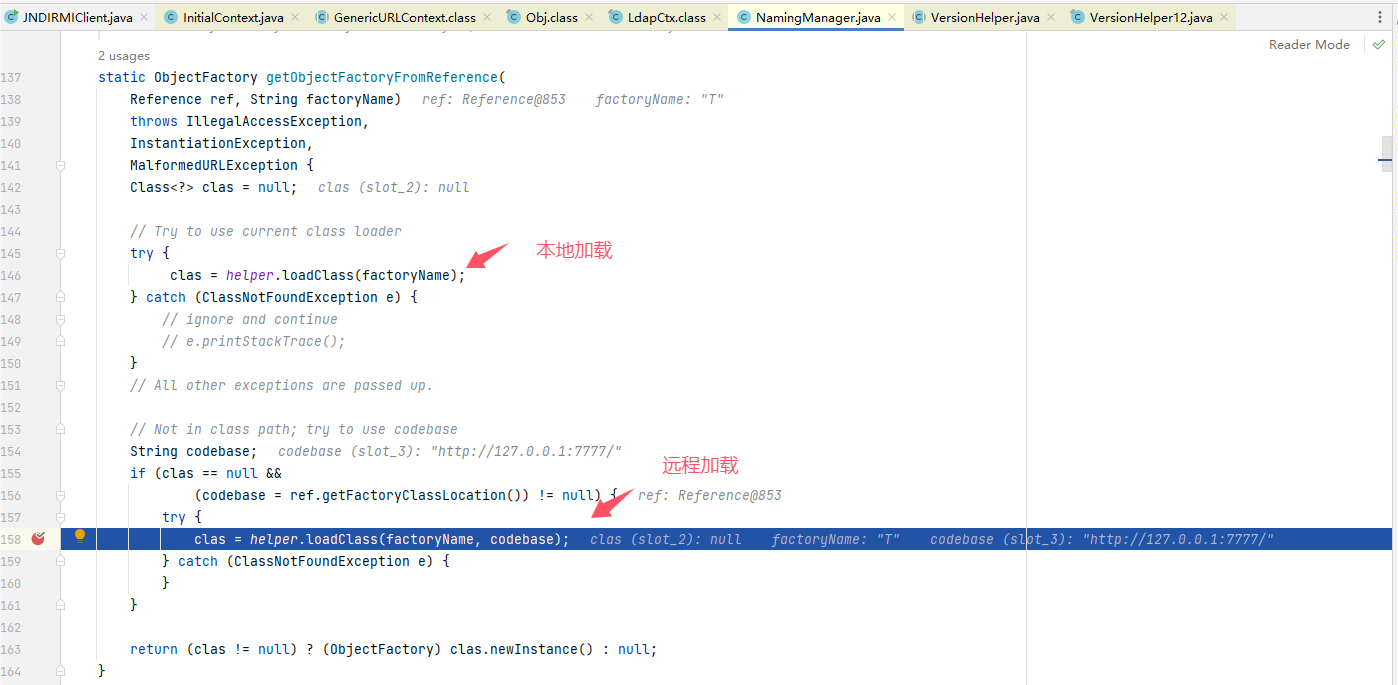 JNDIRMIClient.java InitialContext.java GenericURLContext.class Obj.class LdapCtx.class NamingManager.java VersionHelper.java VersionHelper12.java
Reader Mode
2 usages
137 static ObjectFactory getObjectFactoryFromReference(
138 Reference ref, String factoryName) ref: Reference@853 factoryName: "T"
139 throws IllegalAccessException,
140 InstantiationException,
141 MalformedURLException {
142 Class<?> clas = null; clas (slot_2): null
143
144 // Try to use current class loader
145 try {
本地加载
146 clas = helper.loadClass(factoryName);
147 } catch (ClassNotFoundException e) {
148 // ignore and continue
149 // e.printStackTrace();
150 }
151 // All other exceptions are passed up.
152
153 // Not in class path; try to use codebase
154 String codebase; codebase (slot_3): "http://127.0.0.1:7777/"
远程加载
155 if (clas == null &&
156 (codebase = ref.getFactoryClassLocation()) != null) { ref: Reference@853
157 try {
158 clas = helper.loadClass(factoryName, codebase); clas (slot_2): null factoryName: "T" codebase (slot_3): "http://127.0.0.1:7777/"
159 } catch (ClassNotFoundException e) {
160 }
161 }
162
163 return (clas != null) ? (ObjectFactory) clas.newInstance() : null;
164 }